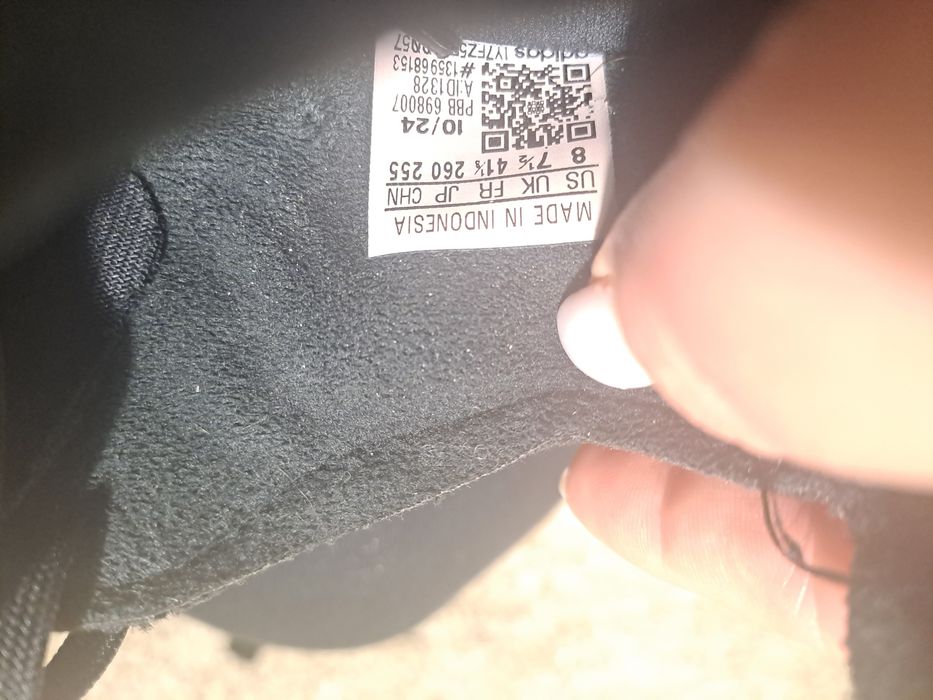 MADE IN INDONESIA
US UK FR JP CHN
8 7½ 41⅓ 260 255
10/24
PBB 698007
A:ID1328
#135968153
adidas